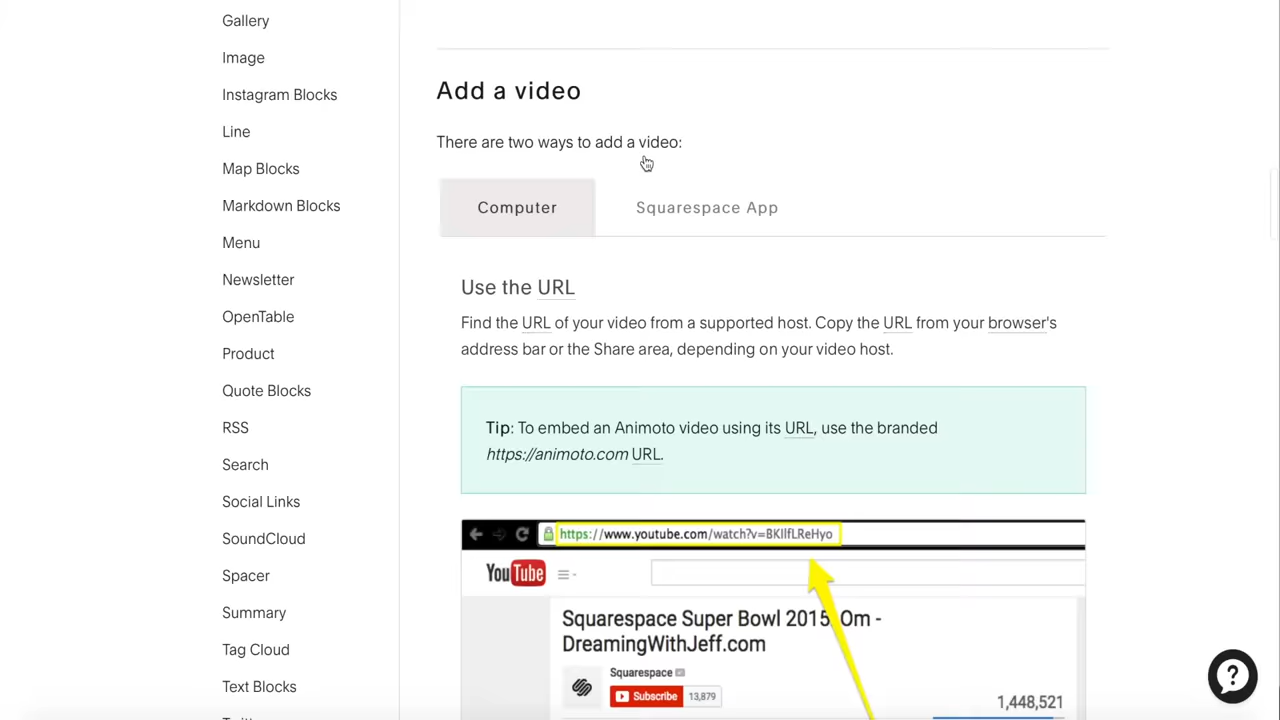 Gallery
Image
Instagram Blocks
Line
Map Blocks
Markdown Blocks
Menu
Newsletter
OpenTable
Product
Quote Blocks
RSS
Search
Social Links
SoundCloud
Spacer
Summary
Tag Cloud
Text Blocks
Add a video
There are two ways to add a video:
Computer
Squarespace App
Use the URL
Find the URL of your video from a supported host. Copy the URL from your browser's
address bar or the Share area, depending on your video host.
Tip: To embed an Animoto video using its URL, use the branded
https://animoto.com URL.
https://www.youtube.com/watch?v=BKIlfLReHyo
YouTube
Squarespace Super Bowl 2015: Om -
DreamingWithJeff.com
Squarespace
Subscribe 13,879
1,448,521
?